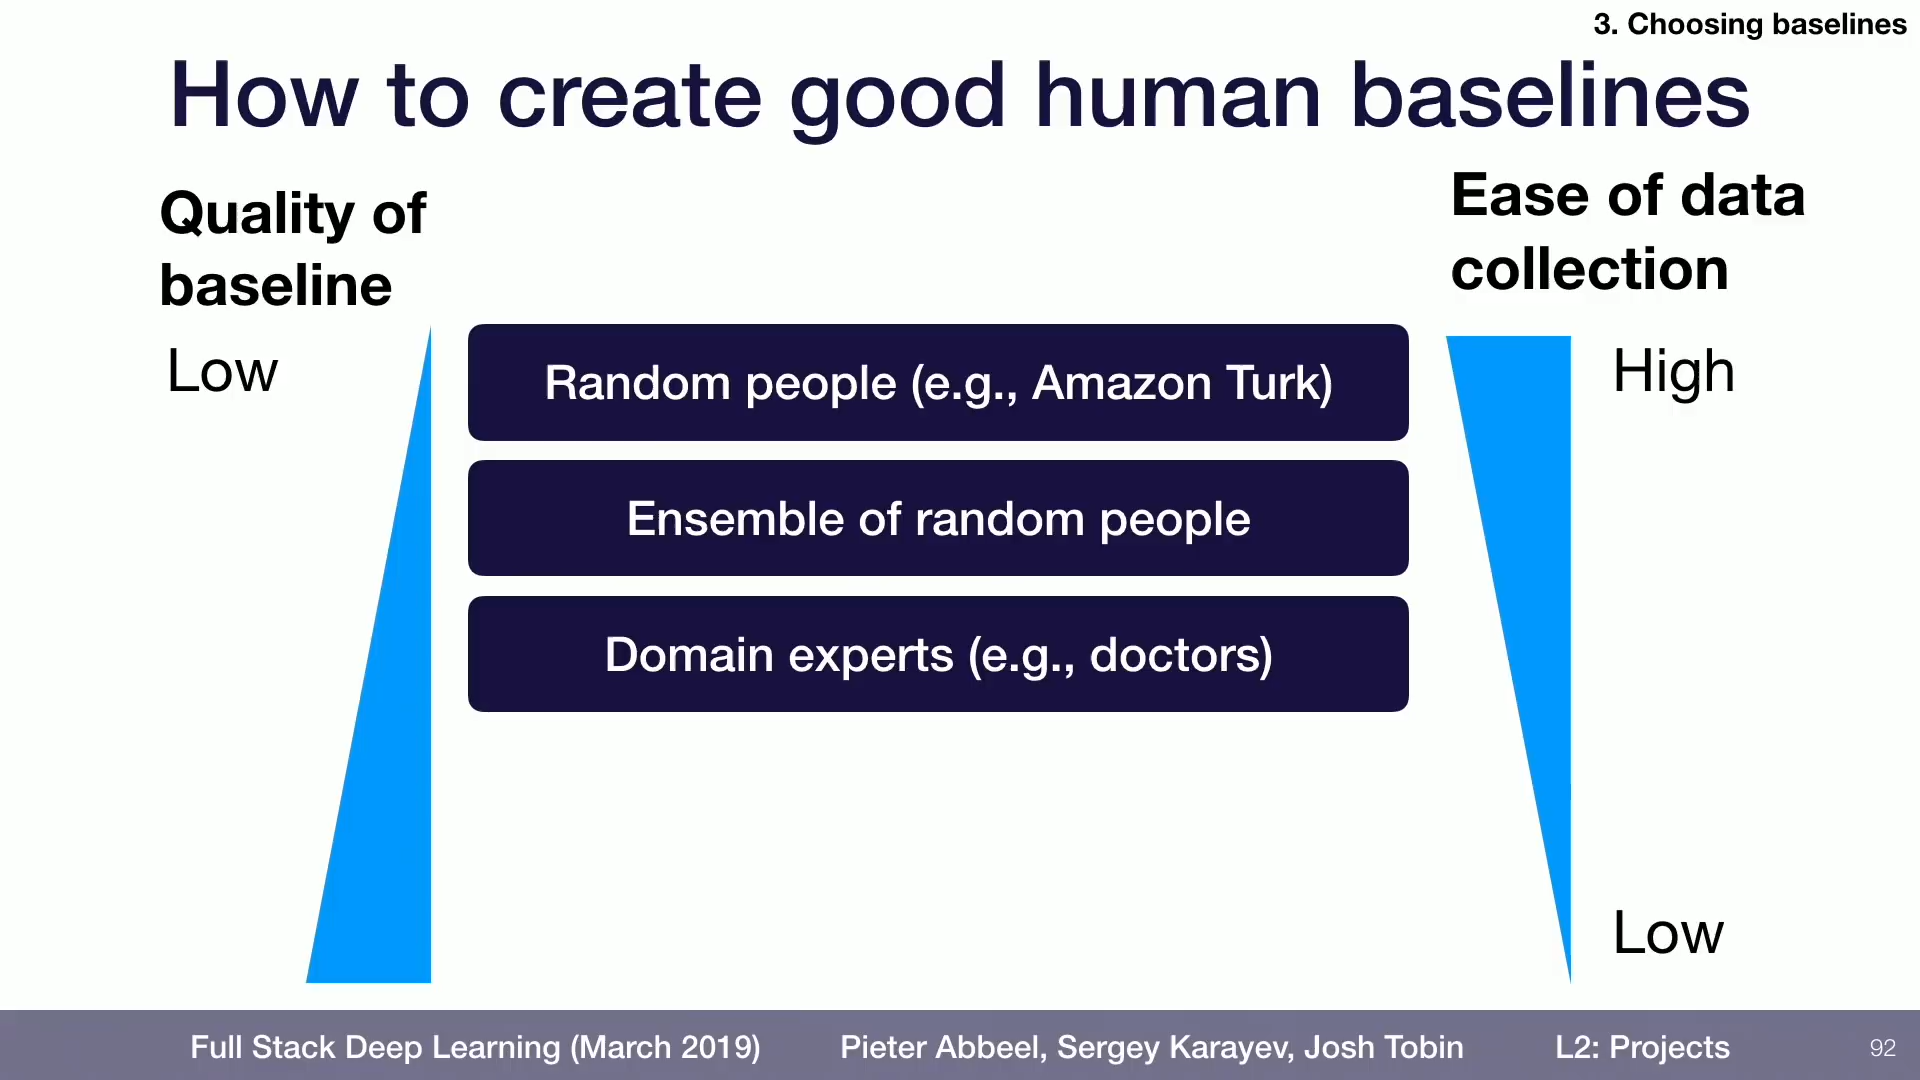 3. Choosing baselines
How to create good human baselines
Quality of
baseline
Ease of data
collection
Low
Random people (e.g., Amazon Turk)
High
Ensemble of random people
Domain experts (e.g., doctors)
Low
Full Stack Deep Learning (March 2019) Pieter Abbeel, Sergey Karayev, Josh Tobin L2: Projects 92